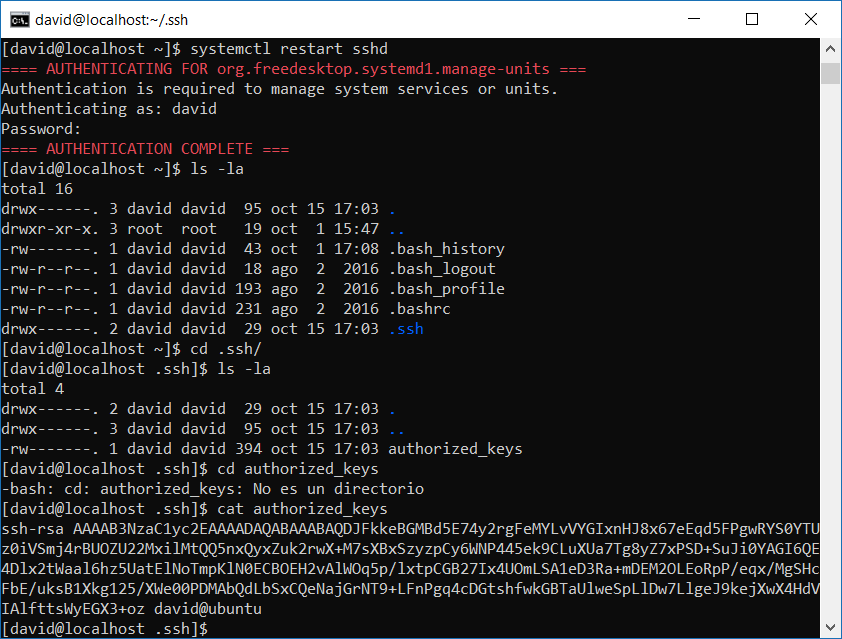 david@localhost:~/.ssh
[david@localhost ~]$ systemctl restart sshd
==== AUTHENTICATING FOR org.freedesktop.systemd1.manage-units ===
Authentication is required to manage system services or units.
Authenticating as: david
Password:
==== AUTHENTICATION COMPLETE ===
[david@localhost ~]$ ls -la
total 16
drwx------. 3 david david  95 oct 15 17:03 .
drwxr-xr-x. 3 root  root   19 oct  1 15:47 ..
-rw-------. 1 david david  43 oct  1 17:08 .bash_history
-rw-r--r--. 1 david david  18 ago  2  2016 .bash_logout
-rw-r--r--. 1 david david 193 ago  2  2016 .bash_profile
-rw-r--r--. 1 david david 231 ago  2  2016 .bashrc
drwx------. 2 david david  29 oct 15 17:03 .ssh
[david@localhost ~]$ cd .ssh/
[david@localhost .ssh]$ ls -la
total 4
drwx------. 2 david david  29 oct 15 17:03 .
drwx------. 3 david david  95 oct 15 17:03 ..
-rw-------. 1 david david 394 oct 15 17:03 authorized_keys
[david@localhost .ssh]$ cd authorized_keys
-bash: cd: authorized_keys: No es un directorio
[david@localhost .ssh]$ cat authorized_keys
ssh-rsa AAAAB3NzaC1yc2EAAAADAQABAAABAQDJFkkeBGMBd5E74y2rgFeMYLvVYGIxnHJ8x67eEqd5FPgwRYS0YTU
z0iVSmj4rBUOZU22MxilMtQQ5nxQyxZuk2rwX+M7sXBxSzyzpCy6WNP445ek9CLuXUa7Tg8yZ7xPSD+SuJi0YAGI6QE
4Dlx2tWaal6hz5UatElNoTmpKlN0ECBOEH2vAlWOq5p/lxtpCGB27Ix4UOmLSA1eD3Ra+mDEM2OLEoRpP/eqx/MgSHc
FbE/uksB1Xkg125/XWe00PDMAbQdLbSxCQeNajGrNT9+LFnPgq4cDGtshfwkGBTaUlweSpLlDw7LlgeJ9kejXwX4HdV
IAlfttsWyEGX3+oz david@ubuntu
[david@localhost .ssh]$